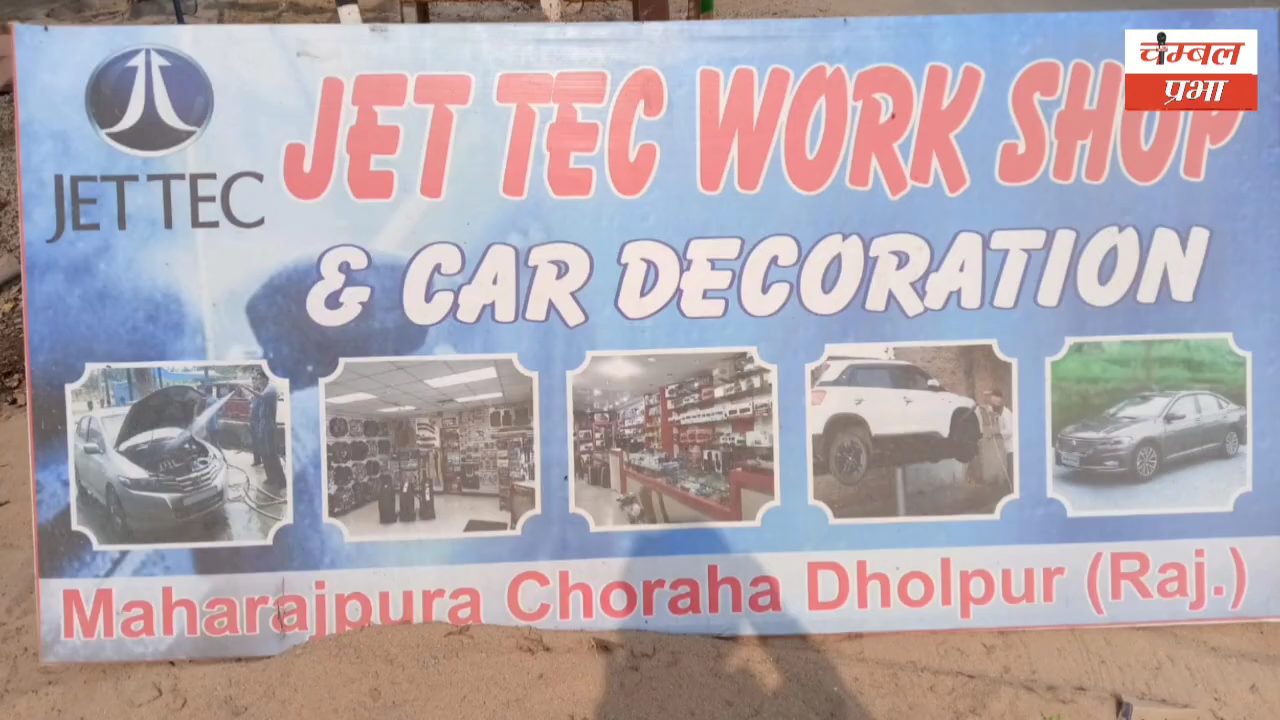 चम्बल
प्रभा
JET TEC
JET TEC WORK SHOP
& CAR DECORATION
Maharajpura Choraha Dholpur (Raj.)